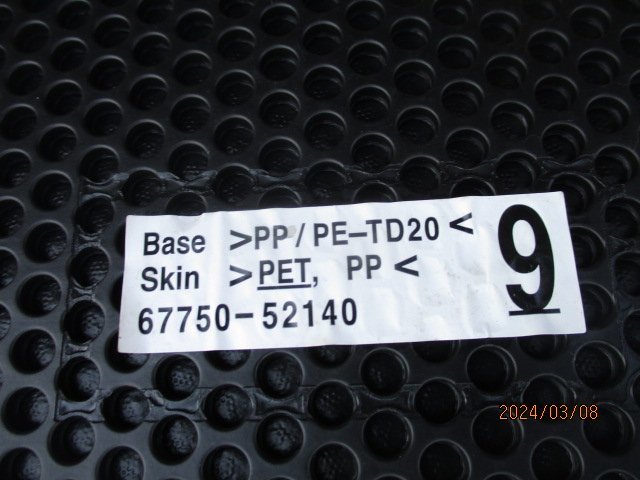 Base >PP/PE-TD20<
Skin >PET, PP<
67750-52140
9
2024/03/08